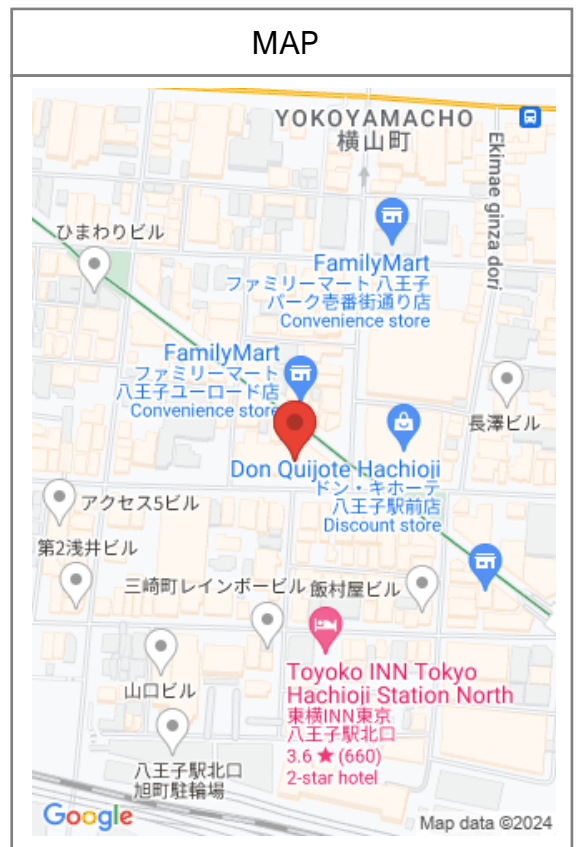 MAP
YOKOYAMACHO
横山町
Ekimae ginza dori
ひまわりビル
FamilyMart
ファミリーマート 八王子
パーク壱番街通り店
Convenience store
FamilyMart
ファミリーマート
八王子ユーロード店
Convenience store
長澤ビル
Don Quijote Hachioji
ドン・キホーテ
八王子駅前店
Discount store
アクセス5ビル
第2浅井ビル
三崎町レインボービル
飯村屋ビル
Toyoko INN Tokyo
Hachioji Station North
東横INN東京
八王子駅北口
3.6 ★ (660)
2-star hotel
山口ビル
八王子駅北口
旭町駐輪場
Google
Map data ©2024